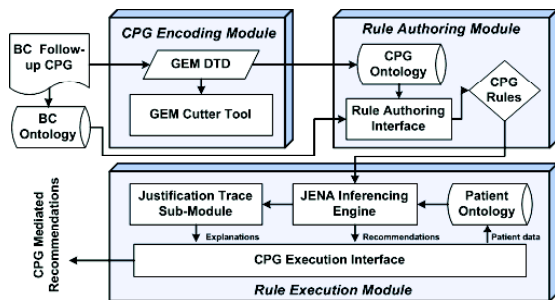 CPG Encoding Module
Rule Authoring Module
BC Follow-
up CPG
GEM DTD
CPG
Ontology
CPG
Rules
BC
Ontology
GEM Cutter Tool
Rule Authoring
Interface
CPG Mediated
Recommendations
Justification Trace
Sub-Module
JENA Inferencing
Engine
Patient
Ontology
Explanations
Recommendations
Patient data
CPG Execution Interface
Rule Execution Module